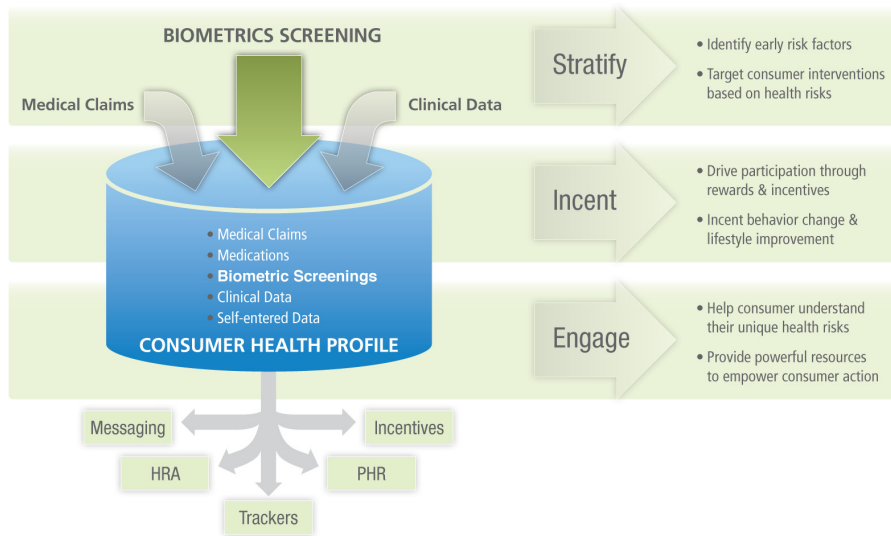 BIOMETRICS SCREENING
Medical Claims
Clinical Data
• Medical Claims
• Medications
• Biometric Screenings
• Clinical Data
• Self-entered Data
CONSUMER HEALTH PROFILE
Messaging
Incentives
HRA
PHR
Trackers
Stratify
• Identify early risk factors
• Target consumer interventions
based on health risks
Incent
• Drive participation through
rewards & incentives
• Incent behavior change &
lifestyle improvement
Engage
• Help consumer understand
their unique health risks
• Provide powerful resources
to empower consumer action